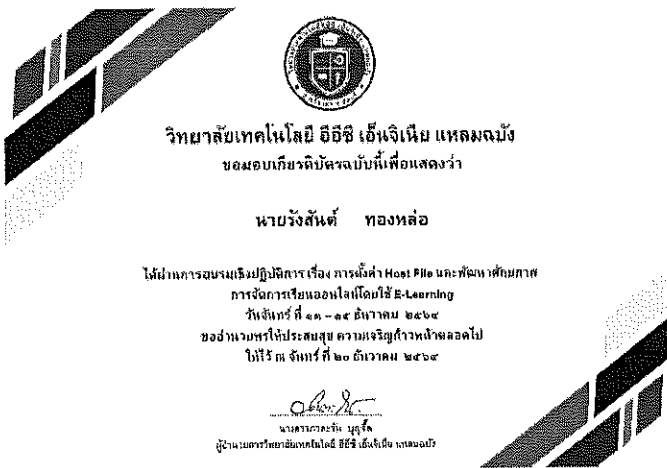 วิทยาลัยเทคโนโลยี อีอีซี เอ็นจิเนีย แหลมฉบัง
ขอมอบเกียรติบัตรฉบับนี้เพื่อแสดงว่า
นายรังสันต์ ทองหล่อ
ได้ผ่านการอบรมเชิงปฏิบัติการ เรื่อง การตั้งค่า Host File และพัฒนาศักยภาพ
การจัดการเรียนออนไลน์โดยใช้ E-Learning
วันจันทร์ ที่ ๑๓ – ๑๕ ธันวาคม ๒๕๖๔
ขออำนวยพรให้ประสบสุข ความเจริญก้าวหน้าตลอดไป
ให้ไว้ ณ จันทร์ ที่ ๒๐ ธันวาคม ๒๕๖๔
ผู้อำนวยการวิทยาลัยเทคโนโลยี อีอีซี เอ็นจิเนีย แหลมฉบัง